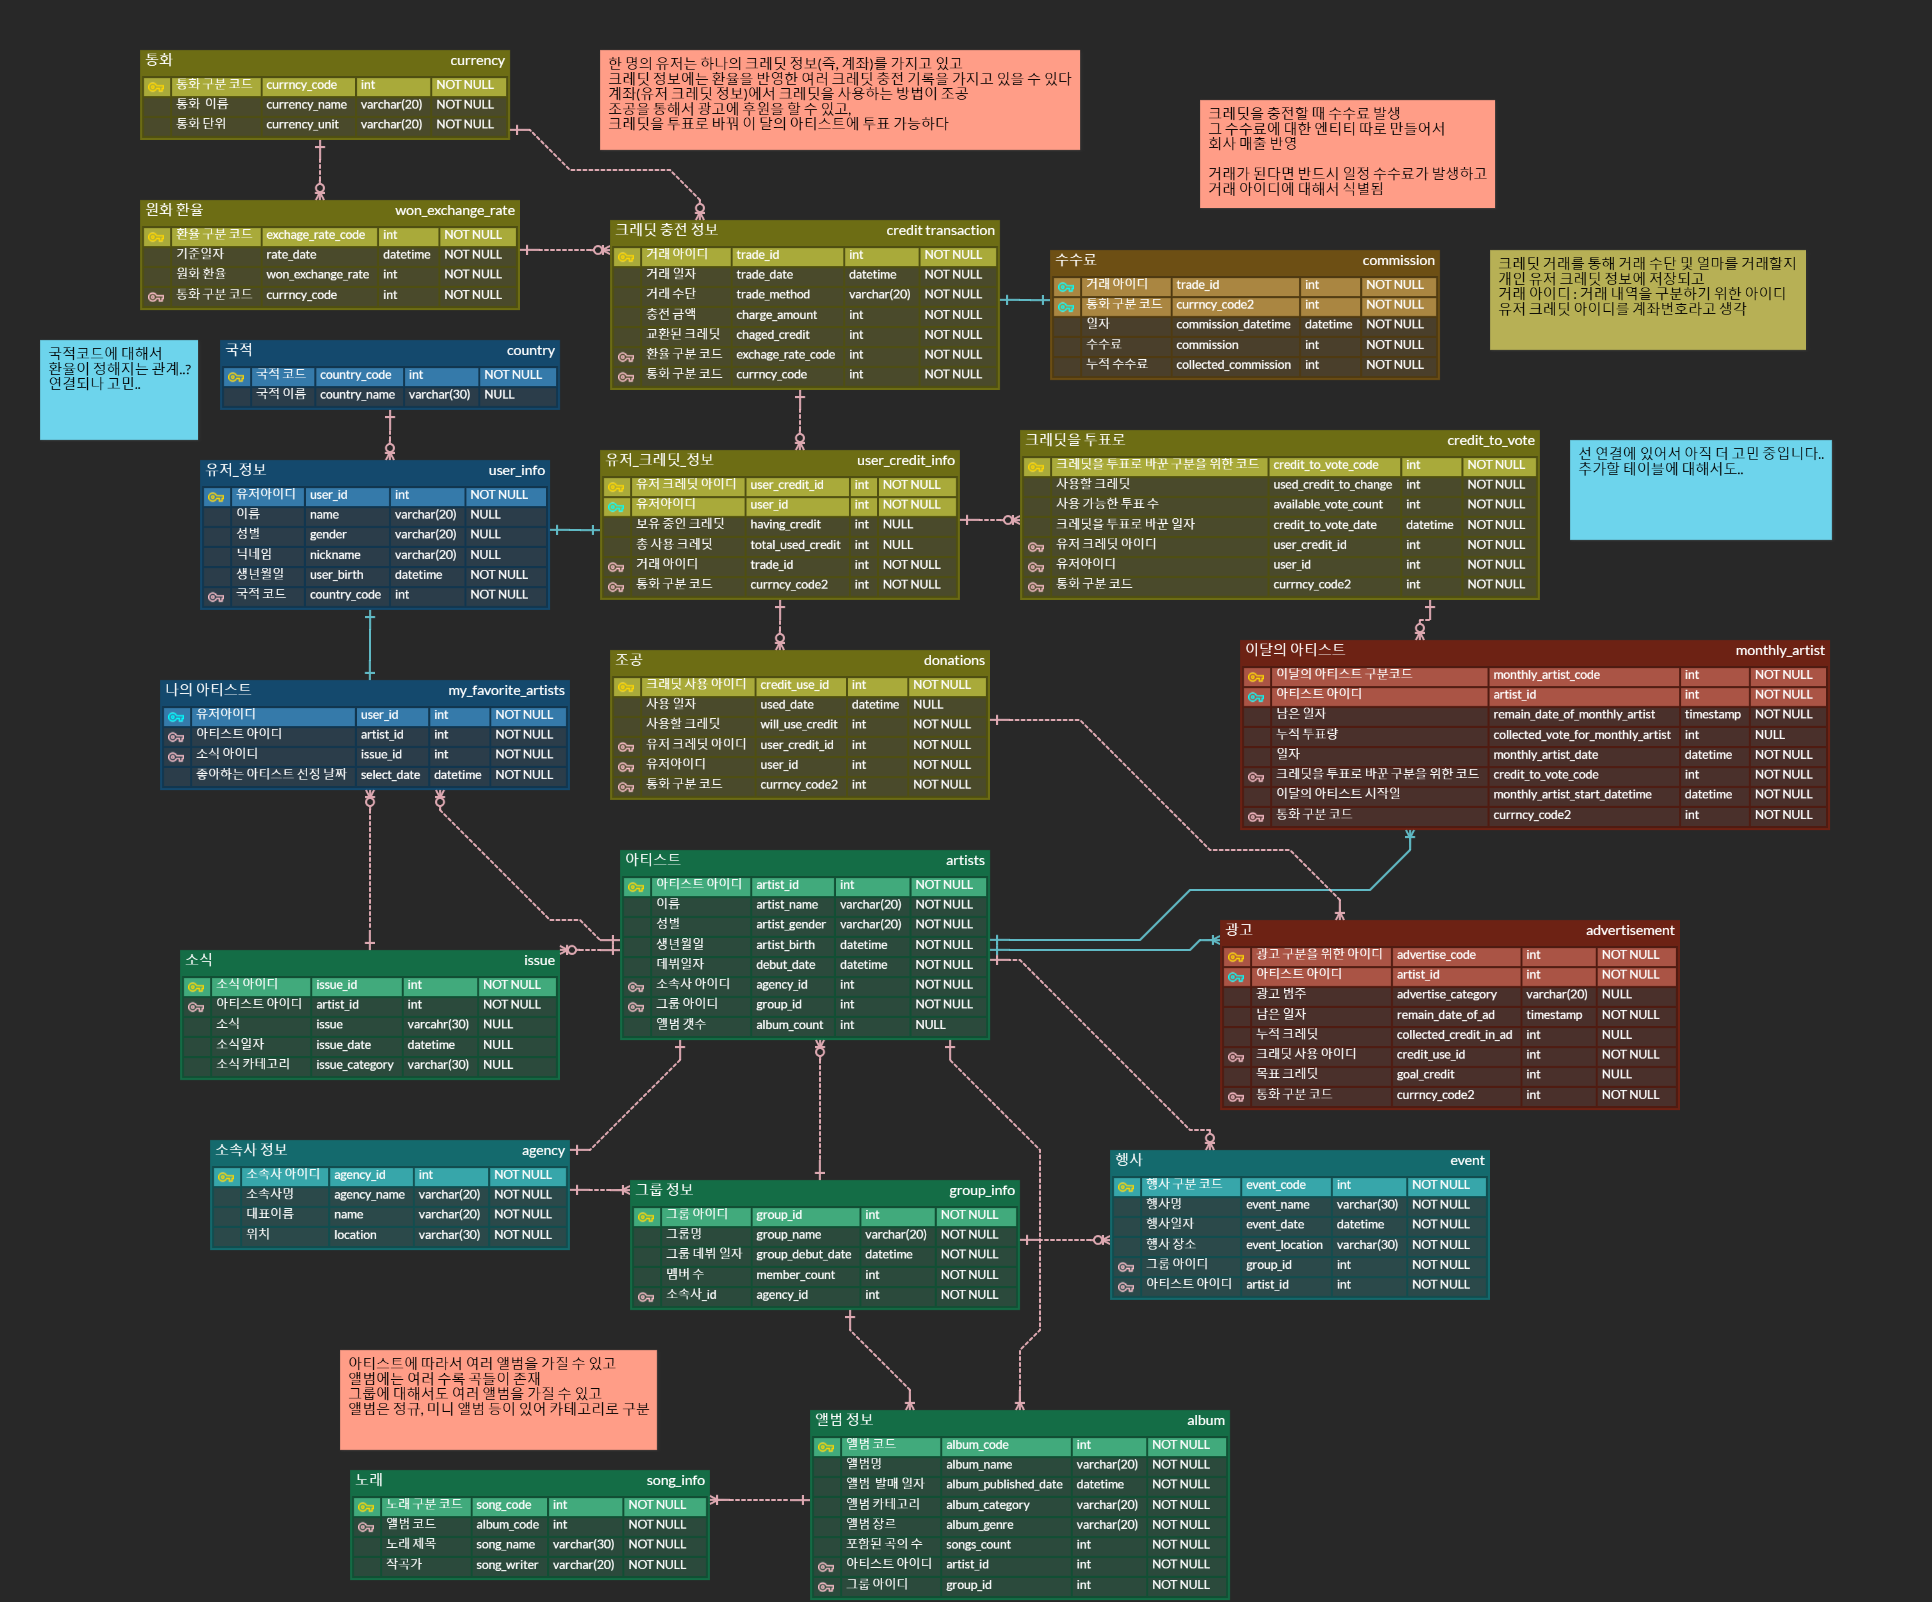 통화 currency
통화 구분 코드 currncy_code int NOT NULL
통화 이름 currency_name varchar(20) NOT NULL
통화 단위 currency_unit varchar(20) NOT NULL
한 명의 유저는 하나의 크레딧 정보(즉, 계좌)를 가지고 있고
크레딧 정보에는 환율을 반영한 여러 크레딧 충전 기록을 가지고 있을 수 있다
계좌(유저 크레딧 정보)에서 크레딧을 사용하는 방법이 조공
조공을 통해서 광고에 후원을 할 수 있고,
크레딧을 투표로 바꿔 이 달의 아티스트에 투표 가능하다
크레딧을 충전할 때 수수료 발생
그 수수료에 대한 엔티티 따로 만들어서
회사 매출 반영
거래가 된다면 반드시 일정 수수료가 발생하고
거래 아이디에 대해서 식별됨
원화 환율 won_exchange_rate
환율 구분 코드 exchage_rate_code int NOT NULL
기준일자 rate_date datetime NOT NULL
원화 환율 won_exchange_rate int NOT NULL
통화 구분 코드 currncy_code int NOT NULL
크레딧 충전 정보 credit transaction
거래 아이디 trade_id int NOT NULL
거래 일자 trade_date datetime NOT NULL
거래 수단 trade_method varchar(20) NOT NULL
충전 금액 charge_amount int NOT NULL
교환된 크레딧 chaged_credit int NOT NULL
환율 구분 코드 exchage_rate_code int NOT NULL
통화 구분 코드 currncy_code int NOT NULL
수수료 commission
거래 아이디 trade_id int NOT NULL
통화 구분 코드 currncy_code2 int NOT NULL
일자 commission_datetime datetime NOT NULL
수수료 commission int NOT NULL
누적 수수료 collected_commission int NOT NULL
크레딧 거래를 통해 거래 수단 및 얼마를 거래할지
개인 유저 크레딧 정보에 저장되고
거래 아이디 : 거래 내역을 구분하기 위한 아이디
유저 크레딧 아이디를 계좌번호라고 생각
국적코드에 대해서
환율이 정해지는 관계..?
연결되나 고민..
국적 country
국적 코드 country_code int NOT NULL
국적 이름 country_name varchar(30) NULL
유저_정보 user_info
유저아이디 user_id int NOT NULL
이름 name varchar(20) NULL
성별 gender varchar(20) NULL
닉네임 nickname varchar(20) NULL
생년월일 user_birth datetime NOT NULL
국적 코드 country_code int NOT NULL
유저_크레딧_정보 user_credit_info
유저 크레딧 아이디 user_credit_id int NOT NULL
유저아이디 user_id int NOT NULL
보유 중인 크레딧 having_credit int NULL
총 사용 크레딧 total_used_credit int NULL
거래 아이디 trade_id int NOT NULL
통화 구분 코드 currncy_code2 int NOT NULL
크레딧을 투표로 credit_to_vote
크레딧을 투표로 바꾼 구분을 위한 코드 credit_to_vote_code int NOT NULL
사용할 크레딧 used_credit_to_change int NOT NULL
사용 가능한 투표 수 available_vote_count int NOT NULL
크레딧을 투표로 바꾼 일자 credit_to_vote_date datetime NOT NULL
유저 크레딧 아이디 user_credit_id int NOT NULL
유저아이디 user_id int NOT NULL
통화 구분 코드 currncy_code2 int NOT NULL
선 연결에 있어서 아직 더 고민 중입니다..
추가할 테이블에 대해서도..
나의 아티스트 my_favorite_artists
유저아이디 user_id int NOT NULL
아티스트 아이디 artist_id int NOT NULL
소식 아이디 issue_id int NOT NULL
좋아하는 아티스트 선정 날짜 select_date datetime NOT NULL
조공 donations
크래딧 사용 아이디 credit_use_id int NOT NULL
사용 일자 used_date datetime NULL
사용할 크레딧 will_use_credit int NOT NULL
유저 크레딧 아이디 user_credit_id int NOT NULL
유저아이디 user_id int NOT NULL
통화 구분 코드 currncy_code2 int NOT NULL
이달의 아티스트 monthly_artist
이달의 아티스트 구분코드 monthly_artist_code int NOT NULL
아티스트 아이디 artist_id int NOT NULL
남은 일자 remain_date_of_monthly_artist timestamp NOT NULL
누적 투표량 collected_vote_for_monthly_artist int NULL
일자 monthly_artist_date datetime NOT NULL
크레딧을 투표로 바꾼 구분을 위한 코드 credit_to_vote_code int NOT NULL
이달의 아티스트 시작일 monthly_artist_start_datetime datetime NOT NULL
통화 구분 코드 currncy_code2 int NOT NULL
아티스트 artists
아티스트 아이디 artist_id int NOT NULL
이름 artist_name varchar(20) NOT NULL
성별 artist_gender varchar(20) NOT NULL
생년월일 artist_birth datetime NOT NULL
데뷔일자 debut_date datetime NOT NULL
소속사 아이디 agency_id int NOT NULL
그룹 아이디 group_id int NOT NULL
앨범 갯수 album_count int NULL
소식 issue
소식 아이디 issue_id int NOT NULL
아티스트 아이디 artist_id int NOT NULL
소식 issue varcahr(30) NULL
소식일자 issue_date datetime NULL
소식 카테고리 issue_category varchar(30) NULL
광고 advertisement
광고 구분을 위한 아이디 advertise_code int NOT NULL
아티스트 아이디 artist_id int NOT NULL
광고 범주 advertise_category varchar(20) NULL
남은 일자 remain_date_of_ad timestamp NOT NULL
누적 크레딧 collected_credit_in_ad int NULL
크래딧 사용 아이디 credit_use_id int NOT NULL
목표 크레딧 goal_credit int NULL
통화 구분 코드 currncy_code2 int NOT NULL
소속사 정보 agency
소속사 아이디 agency_id int NOT NULL
소속사명 agency_name varchar(20) NOT NULL
대표이름 name varchar(20) NOT NULL
위치 location varchar(30) NOT NULL
그룹 정보 group_info
그룹 아이디 group_id int NOT NULL
그룹명 group_name varchar(20) NOT NULL
그룹 데뷔 일자 group_debut_date datetime NOT NULL
멤버 수 member_count int NOT NULL
소속사_id agency_id int NOT NULL
행사 event
행사 구분 코드 event_code int NOT NULL
행사명 event_name varchar(30) NOT NULL
행사일자 event_date datetime NOT NULL
행사 장소 event_location varchar(30) NOT NULL
그룹 아이디 group_id int NOT NULL
아티스트 아이디 artist_id int NOT NULL
아티스트에 따라서 여러 앨범을 가질 수 있고
앨범에는 여러 수록 곡들이 존재
그룹에 대해서도 여러 앨범을 가질 수 있고
앨범은 정규, 미니 앨범 등이 있어 카테고리로 구분
앨범 정보 album
앨범 코드 album_code int NOT NULL
앨범명 album_name varchar(20) NOT NULL
앨범 발매 일자 album_published_date datetime NOT NULL
앨범 카테고리 album_category varchar(20) NOT NULL
앨범 장르 album_genre varchar(20) NOT NULL
포함된 곡의 수 songs_count int NOT NULL
아티스트 아이디 artist_id int NOT NULL
그룹 아이디 group_id int NOT NULL
노래 song_info
노래 구분 코드 song_code int NOT NULL
앨범 코드 album_code int NOT NULL
노래 제목 song_name varchar(30) NOT NULL
작곡가 song_writer varchar(20) NOT NULL